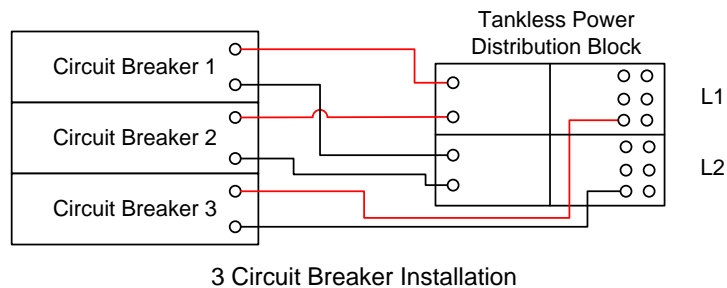 Tankless Power
Distribution Block
Circuit Breaker 1
L1
Circuit Breaker 2
L2
Circuit Breaker 3
3 Circuit Breaker Installation